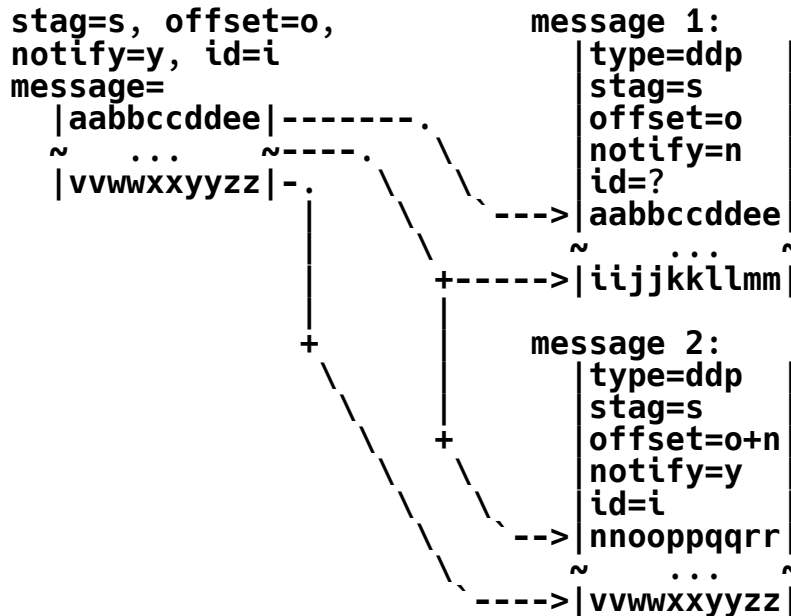 stag=s, offset=o,                message 1:
notify=y, id=i                      |type=ddp   |
message=                            |stag=s     |
   |aabbccddee|-------.             |offset=o   |
   ~    ...   ~----.   \            |notify=n   |
   |vvwwxxyyzz|-.   \   \           |id=?       |
                |    \   `--->|aabbccddee|
                |     \       ~    ...   ~
                |      +----->|iijjkkllmm|
                |      |
                +      |      message 2:
                 \     |            |type=ddp   |
                  \    |            |stag=s     |
                   \   +            |offset=o+n|
                    \   \           |notify=y   |
                     \   \          |id=i       |
                      \   `-->|nnooppqqrr|
                       \      ~    ...   ~
                        `---->|vvwwxxyyzz|